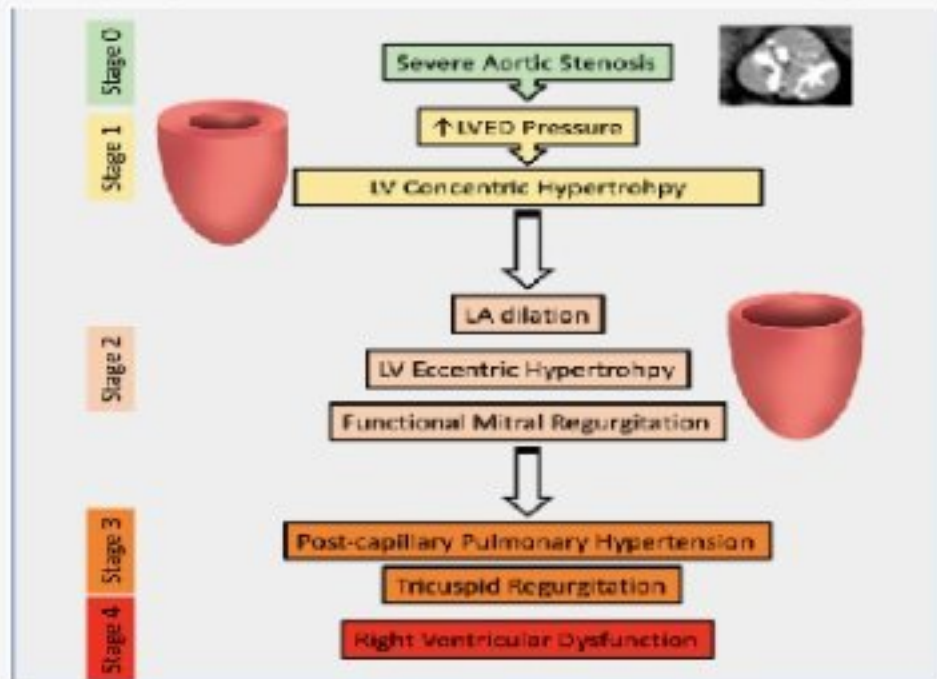 Stage 0
Severe Aortic Stenosis
Stage 1
↑LVED Pressure
LV Concentric Hypertrohpy
Stage 2
LA dilation
LV Eccentric Hypertrohpy
Functional Mitral Regurgitation
Stage 3
Post-capillary Pulmonary Hypertension
Tricuspid Regurgitation
Stage 4
Right Ventricular Dysfunction